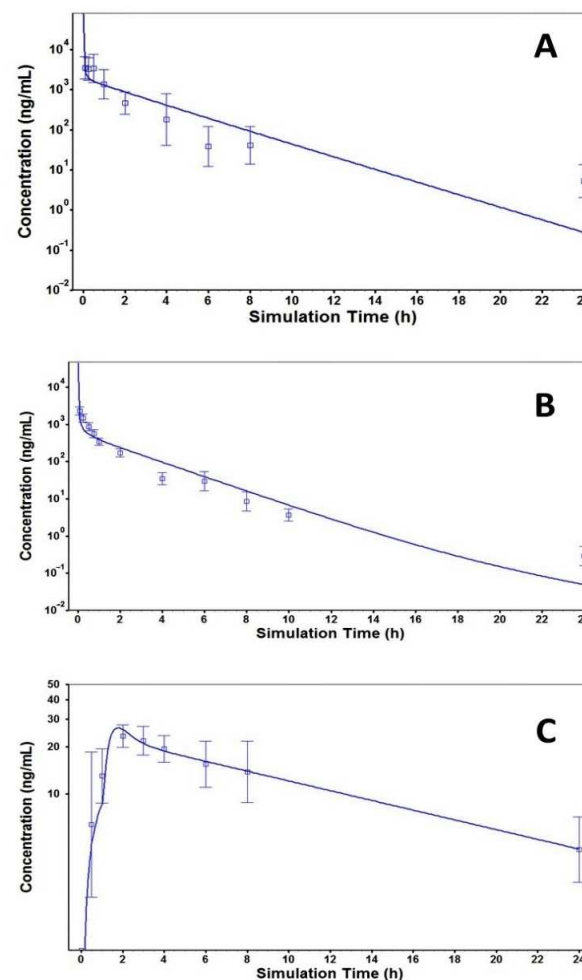 A
Concentration (ng/mL)
10⁴
10³
10²
10¹
10⁰
10⁻¹
10⁻²
0 2 4 6 8 10 12 14 16 18 20 22
Simulation Time (h)
B
Concentration (ng/mL)
10⁴
10³
10²
10¹
10⁰
10⁻¹
10⁻²
0 2 4 6 8 10 12 14 16 18 20 22
Simulation Time (h)
C
Concentration (ng/mL)
50
40
30
20
10
0 2 4 6 8 10 12 14 16 18 20 22 24
Simulation Time (h)